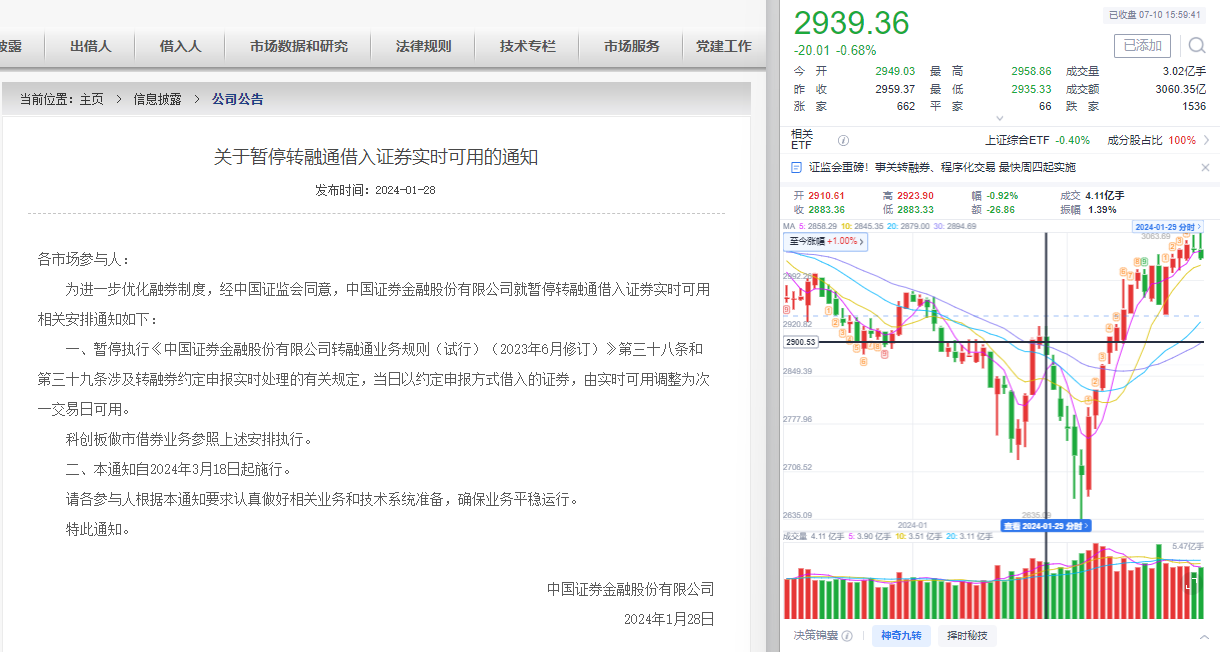 披露 出借人 借入人 市场数据和研究 法律规则 技术专栏 市场服务 党建工作
当前位置：主页 > 信息披露 > 公司公告
关于暂停转融通借入证券实时可用的通知
发布时间：2024-01-28
各市场参与人：
为进一步优化融券制度，经中国证监会同意，中国证券金融股份有限公司就暂停转融通借入证券实时可用
相关安排通知如下：
一、暂停执行《中国证券金融股份有限公司转融通业务规则（试行）（2023年6月修订）》第三十八条和
第三十九条涉及转融券约定申报实时处理的有关规定，当日以约定申报方式借入的证券，由实时可用调整为次
一交易日可用。
科创板做市借券业务参照上述安排执行。
二、本通知自2024年3月18日起施行。
请各参与人根据本通知要求认真做好相关业务和技术系统准备，确保业务平稳运行。
特此通知。
中国证券金融股份有限公司
2024年1月28日
2939.36
已收盘 07-10 15:59:41
-20.01 -0.68%
已添加
今 开 2949.03 最 高 2958.86 成交量 3.02亿手
昨 收 2959.37 最 低 2935.33 成交额 3060.35亿
涨 家 662 平 家 66 跌 家 1536
相关
ETF
上证综合ETF -0.40% 成分股占比 100% >
证监会重磅！事关转融券、程序化交易 最快周四起实施
开 2910.61 高 2923.90 幅 -0.92% 成交 4.11亿手
收 2883.36 低 2883.33 额 -26.86 振幅 1.39%
MA 5: 2858.29 10: 2845.35 20: 2879.00 30: 2894.69
2024-01-29 分时 >
至今涨幅 +1.00% >
2992.29
2920.82
2900.53
2849.39
2777.96
2706.52
2635.09
2024-01
2635.09
查看 2024-01-29 分时 >
成交量 4.11 亿手 5: 3.90 亿手 10: 3.51 亿手 20: 3.11 亿手
5.47亿手
决策锦囊 神奇九转 择时秘技